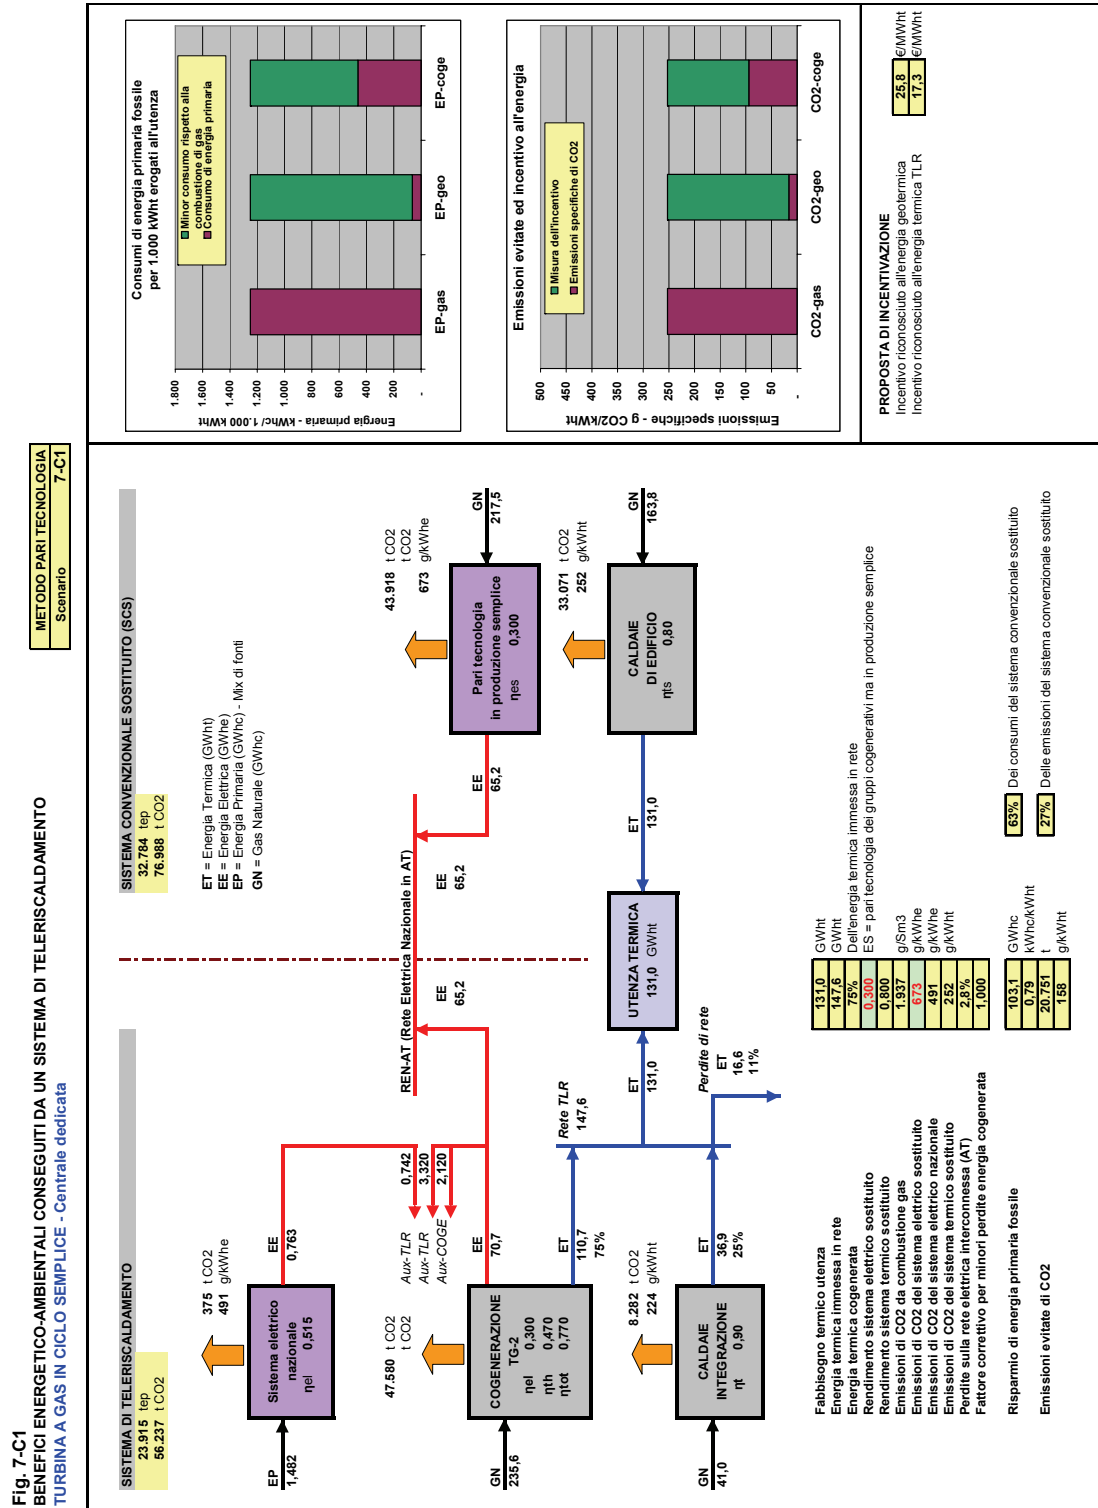 Fig. 7-C1
BENEFICI ENERGETICO-AMBIENTALI CONSEGUITI DA UN SISTEMA DI TELERISCALDAMENTO
TURBINA A GAS IN CICLO SEMPLICE - Centrale dedicata
METODO PARI TECNOLOGIA
Scenario 7-C1
SISTEMA DI TELERISCALDAMENTO
23.915 tep
56.237 t CO2
SISTEMA CONVENZIONALE SOSTITUITO (SCS)
32.784 tep
76.988 t CO2
ET = Energia Termica (GWht)
EE = Energia Elettrica (GWhe)
EP = Energia Primaria (GWhc) - Mix di fonti
GN = Gas Naturale (GWhc)
375 t CO2
491 g/kWhe
EP
1,482
Sistema elettrico
nazionale
ηel 0,515
EE
0,763
REN-AT (Rete Elettrica Nazionale in AT)
EE
65,2
EE
65,2
Aux-TLR 0,742
Aux-TLR 3,320
Aux-COGE 2,120
47.580 t CO2
t CO2
GN
235,6
COGENERAZIONE
TG-2
ηel 0,300
ηth 0,470
ηtot 0,770
EE
70,7
ET
110,7
75%
EE
65,2
43.918 t CO2
t CO2
673 g/kWhe
Pari tecnologia
in produzione semplice
ηes 0,300
GN
217,5
Rete TLR
147,6
8.282 t CO2
224 g/kWht
GN
41,0
CALDAIE
INTEGRAZIONE
ηt 0,90
ET
36,9
25%
ET
131,0
Perdite di rete
ET
16,6
11%
UTENZA TERMICA
131,0 GWht
ET
131,0
33.071 t CO2
252 g/kWht
CALDAIE
DI EDIFICIO
ηts 0,80
GN
163,8
Fabbisogno termico utenza 131,0 GWht
Energia termica immessa in rete 147,6 GWht
Energia termica cogenerata 75% Dell'energia termica immessa in rete
Rendimento sistema elettrico sostituito 0,300 ES = pari tecnologia dei gruppi cogenerativi ma in produzione semplice
Rendimento sistema termico sostituito 0,800
Emissioni di CO2 da combustione gas 1.937 g/Sm3
Emissioni di CO2 del sistema elettrico sostituito 673 g/kWhe
Emissioni di CO2 del sistema elettrico nazionale 491 g/kWhe
Emissioni di CO2 del sistema termico sostituito 252 g/kWht
Perdite sulla rete elettrica interconnessa (AT) 2,8%
Fattore correttivo per minori perdite energia cogenerata 1,000
Risparmio di energia primaria fossile 103,1 GWhc 63% Dei consumi del sistema convenzionale sostituito
0,79 kWhc/kWht
Emissioni evitate di CO2 20.751 t 27% Delle emissioni del sistema convenzionale sostituito
158 g/kWht
Consumi di energia primaria fossile
per 1.000 kWht erogati all'utenza
Minor consumo rispetto alla
combustione di gas
Consumo di energia primaria
Energia primaria - kWhc/ 1.000 kWht
1.800
1.600
1.400
1.200
1.000
800
600
400
200
-
EP-gas EP-geo EP-coge
Emissioni evitate ed incentivo all'energia
Misura dell'incentivo
Emissioni specifiche di CO2
Emissioni specifiche - g CO2/kWht
500
450
400
350
300
250
200
150
100
50
-
CO2-gas CO2-geo CO2-coge
PROPOSTA DI INCENTIVAZIONE
Incentivo riconosciuto all'energia geotermica 25,8 €/MWht
Incentivo riconosciuto all'energia termica TLR 17,3 €/MWht